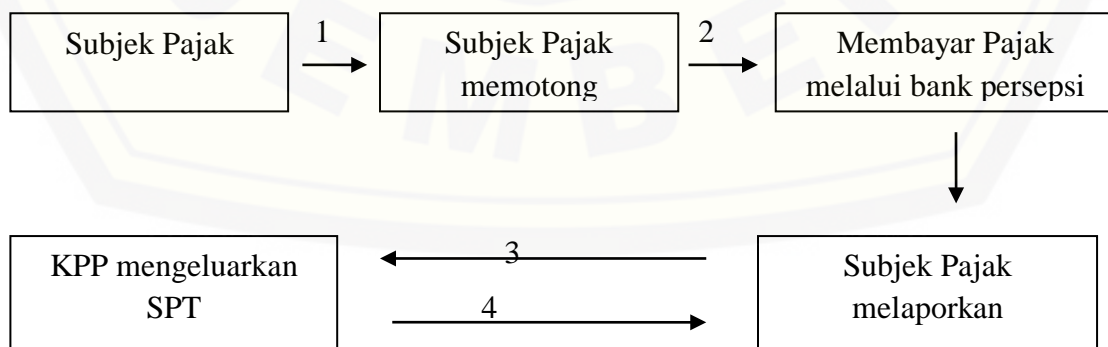 Subjek Pajak
1
Subjek Pajak
memotong
2
Membayar Pajak
melalui bank persepsi
KPP mengeluarkan
SPT
3
4
Subjek Pajak
melaporkan